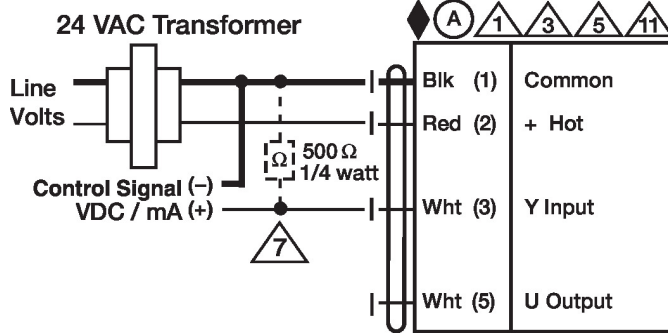 24 VAC Transformer
A 1 3 5 11
Line
Volts
Blk (1) Common
Red (2) + Hot
Ω 500 Ω
1/4 watt
Control Signal (–)
VDC / mA (+)
Wht (3) Y Input
7
Wht (5) U Output